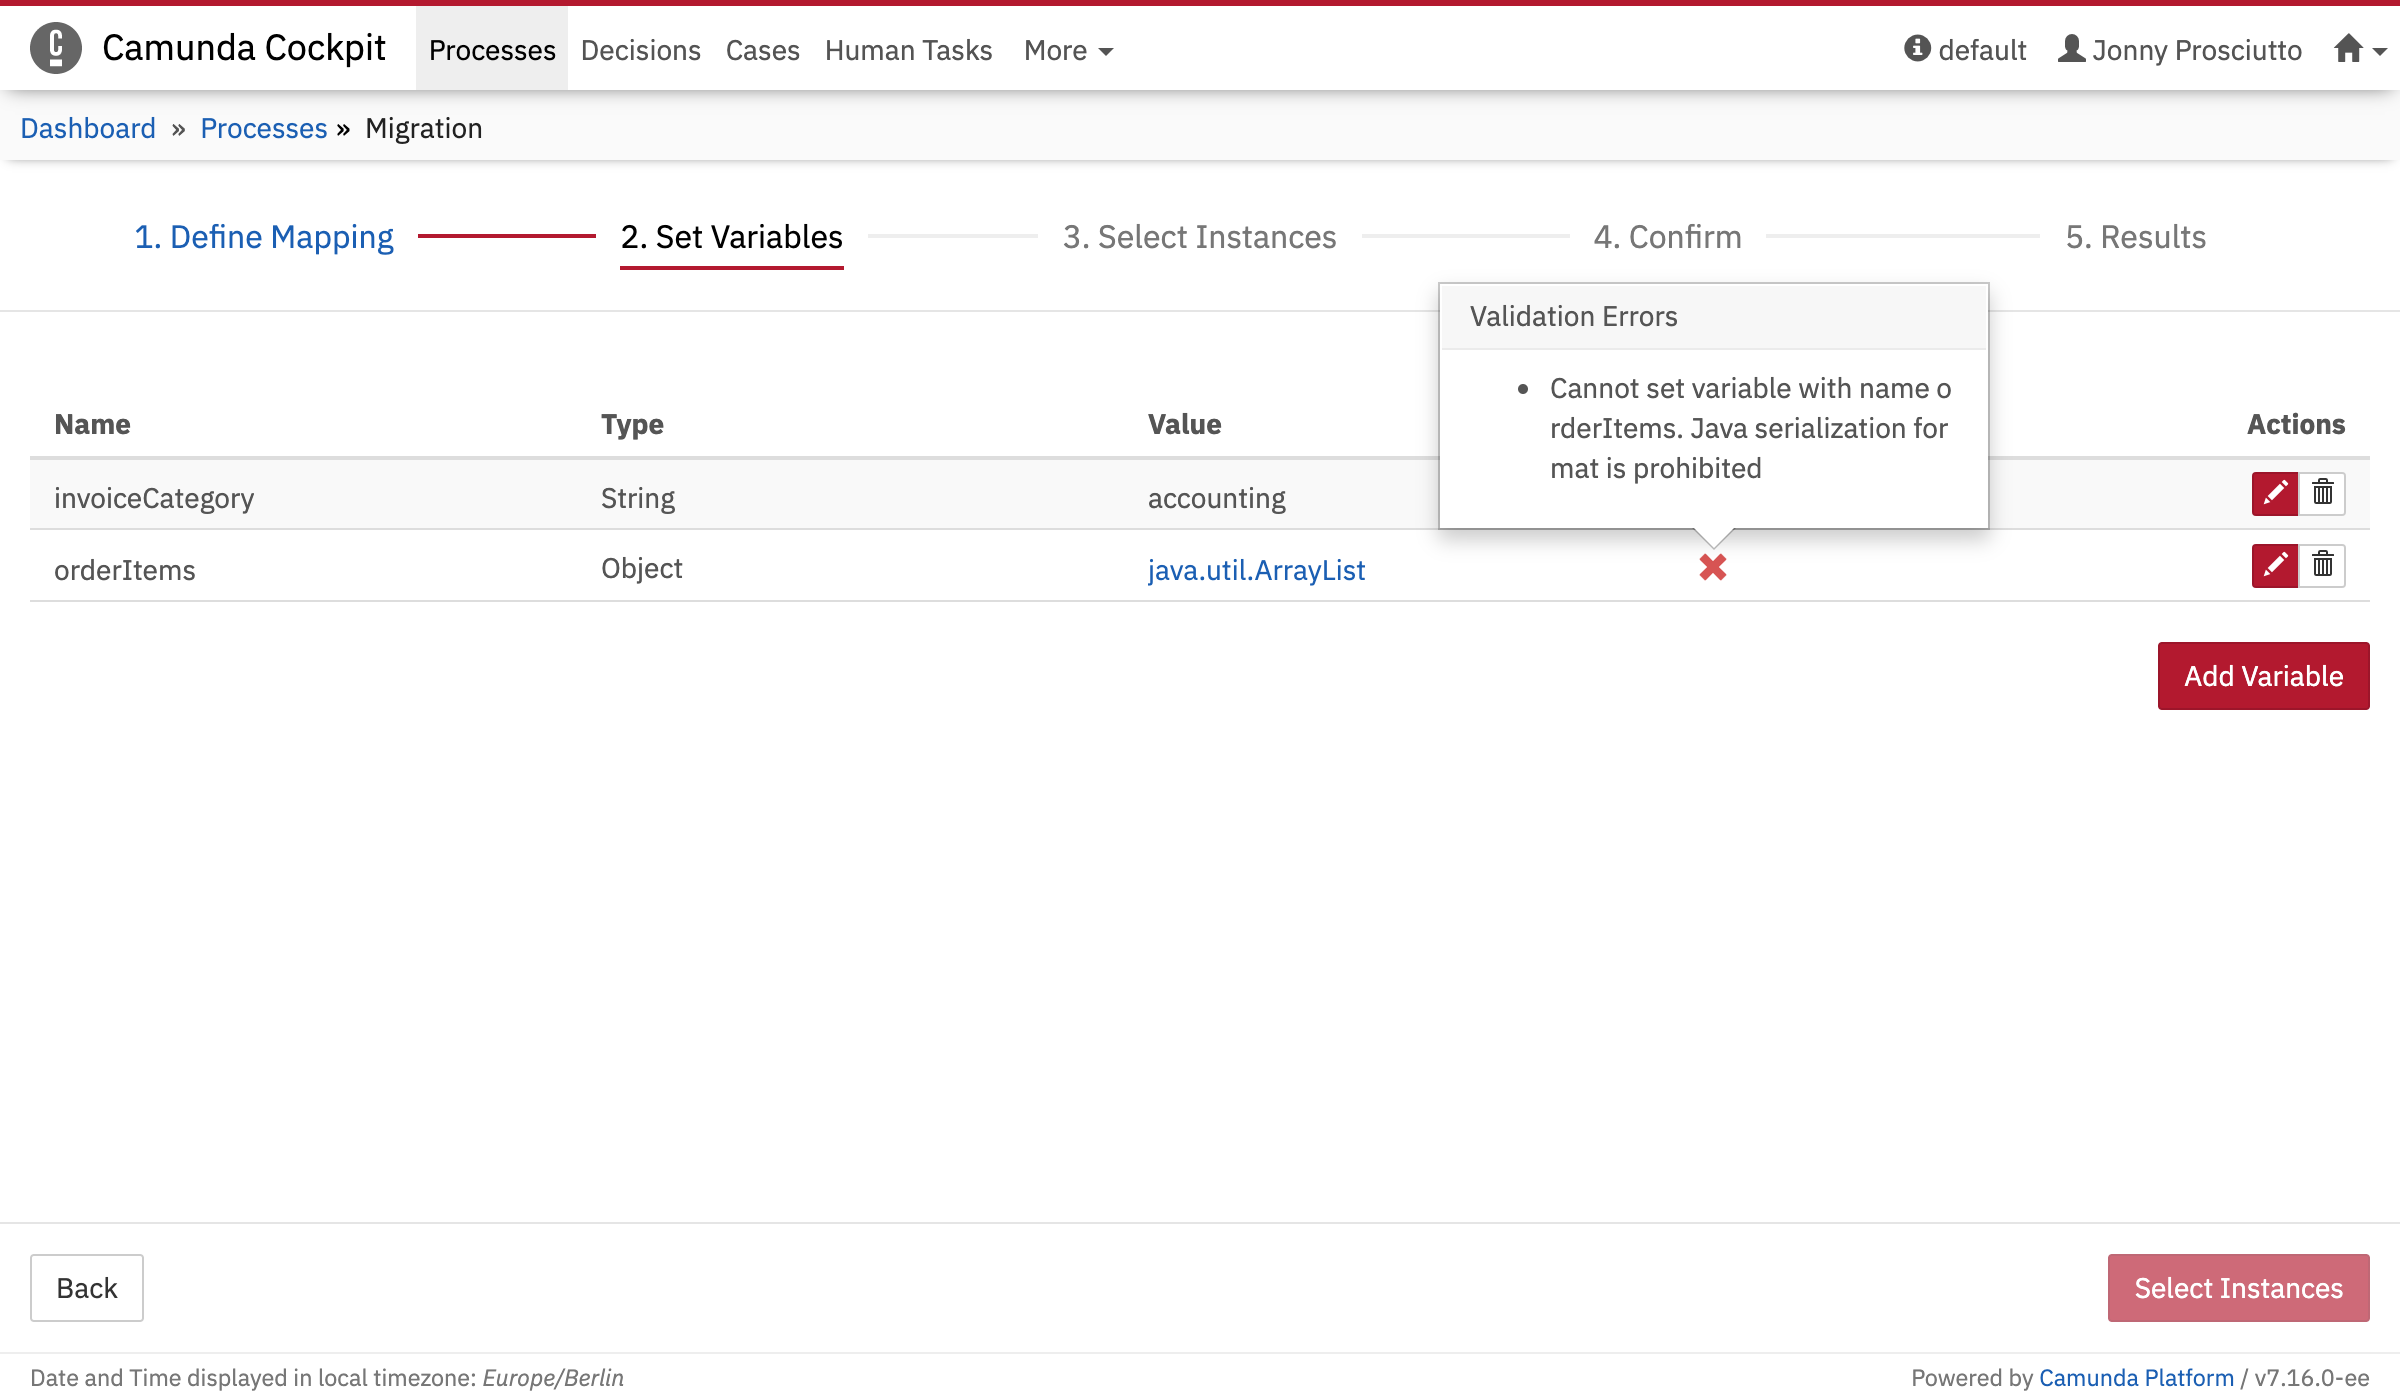 Camunda Cockpit Processes Decisions Cases Human Tasks More default Jonny Prosciutto
Dashboard » Processes » Migration
1. Define Mapping 2. Set Variables 3. Select Instances 4. Confirm 5. Results
Validation Errors
Cannot set variable with name o
rderItems. Java serialization for
mat is prohibited
Name Type Value Actions
invoiceCategory String accounting
orderItems Object java.util.ArrayList
Add Variable
Back Select Instances
Date and Time displayed in local timezone: Europe/Berlin Powered by Camunda Platform / v7.16.0-ee